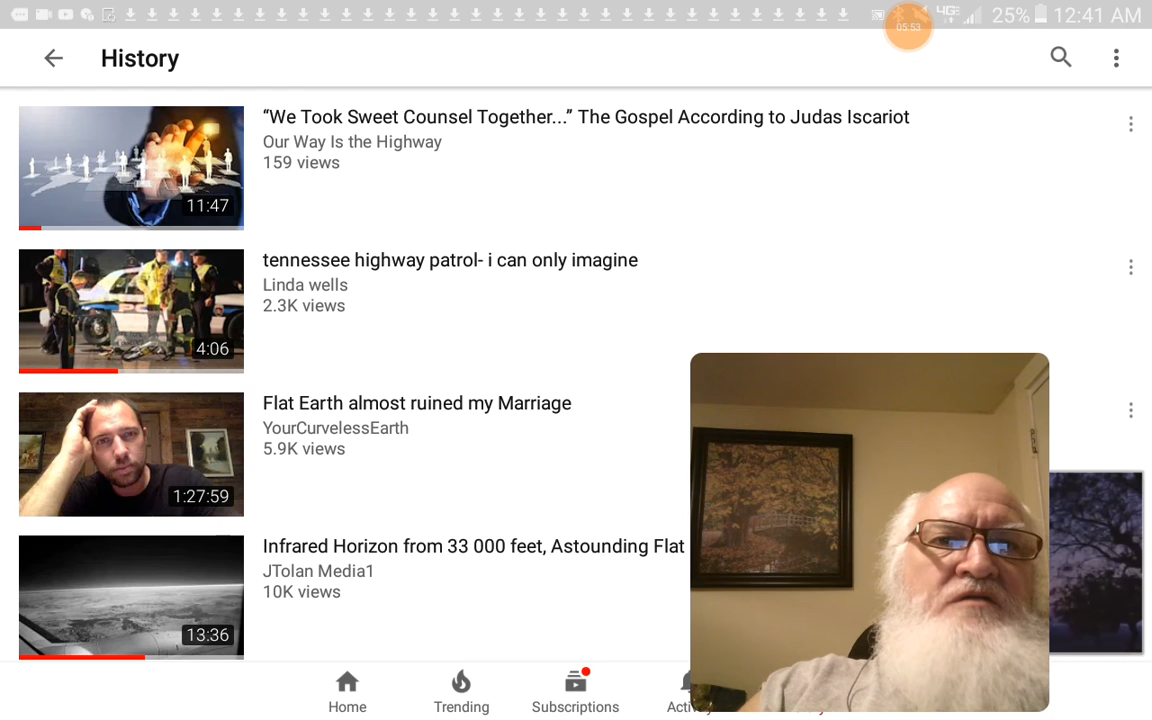 4G
25%
12:41 AM
05:53
History
“We Took Sweet Counsel Together...” The Gospel According to Judas Iscariot
Our Way Is the Highway
159 views
11:47
tennessee highway patrol- i can only imagine
Linda wells
2.3K views
4:06
Flat Earth almost ruined my Marriage
YourCurvelessEarth
5.9K views
1:27:59
Infrared Horizon from 33 000 feet, Astounding Flat
JTolan Media1
10K views
13:36
Home
Trending
Subscriptions